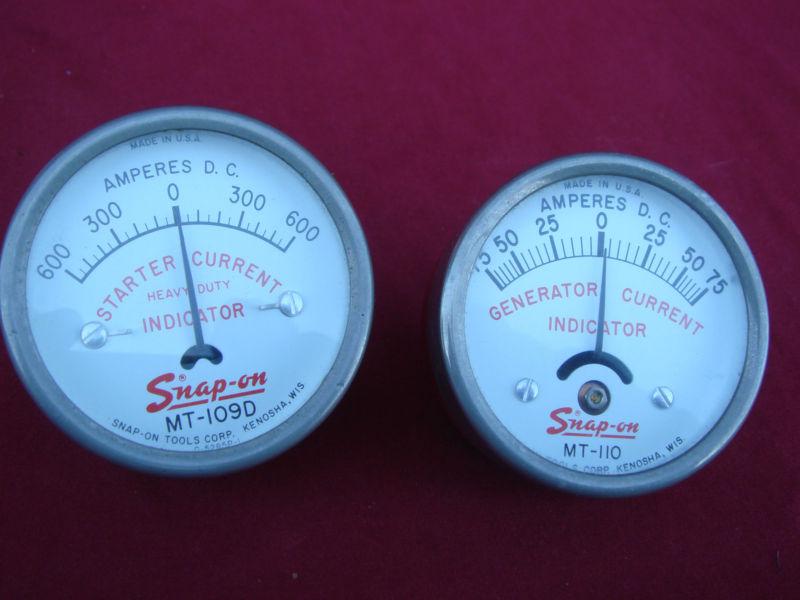 MADE IN U.S.A.
AMPERES D. C.
600 300 0 300 600
STARTER CURRENT
HEAVY DUTY
INDICATOR
Snap-on®
MT-109D
SNAP-ON TOOLS CORP. KENOSHA, WIS
MADE IN U.S.A.
AMPERES D. C.
75 50 25 0 25 50 75
GENERATOR CURRENT
INDICATOR
Snap-on®
MT-110
TOOLS CORP. KENOSHA, WIS.